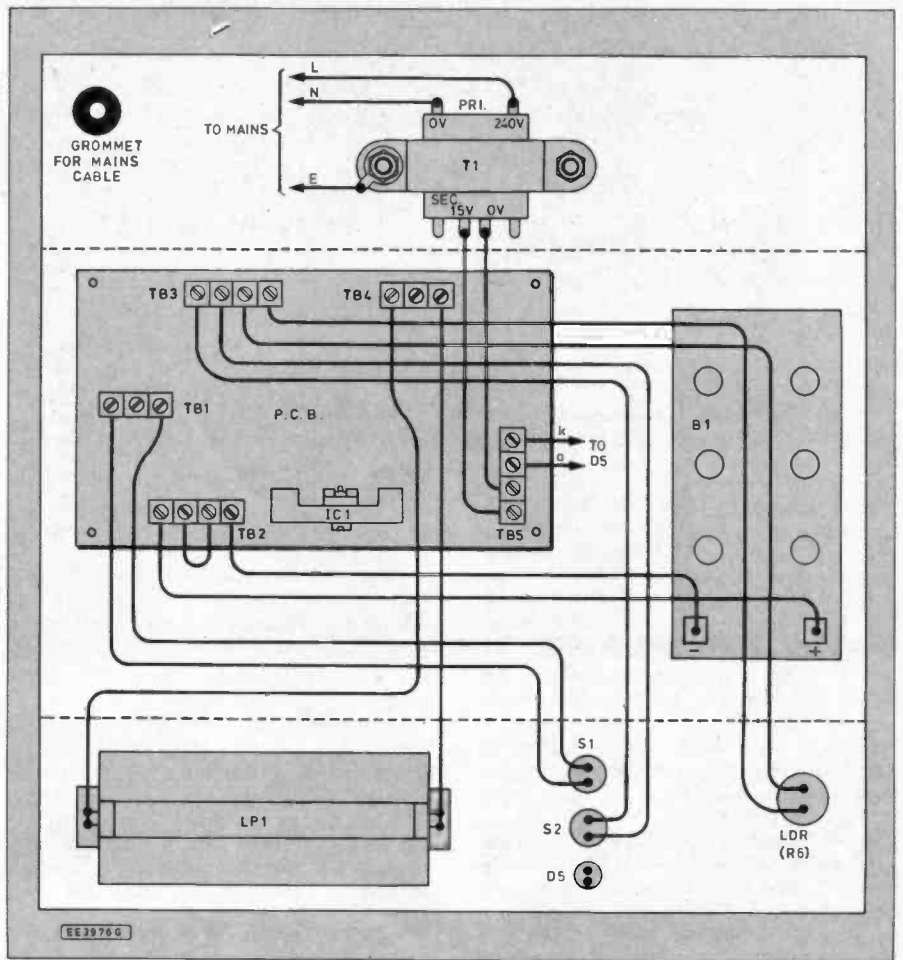 L
N
TO MAINS
E
GROMMET
FOR MAINS
CABLE
PRI.
0V 240V
T1
SEC.
15V 0V
TB3
TB4
TB1
P.C.B.
k
TO
a
D5
IC1
TB2
TB5
B1
- +
S1
LP1
S2
LDR
(R6)
D5
EE3976G